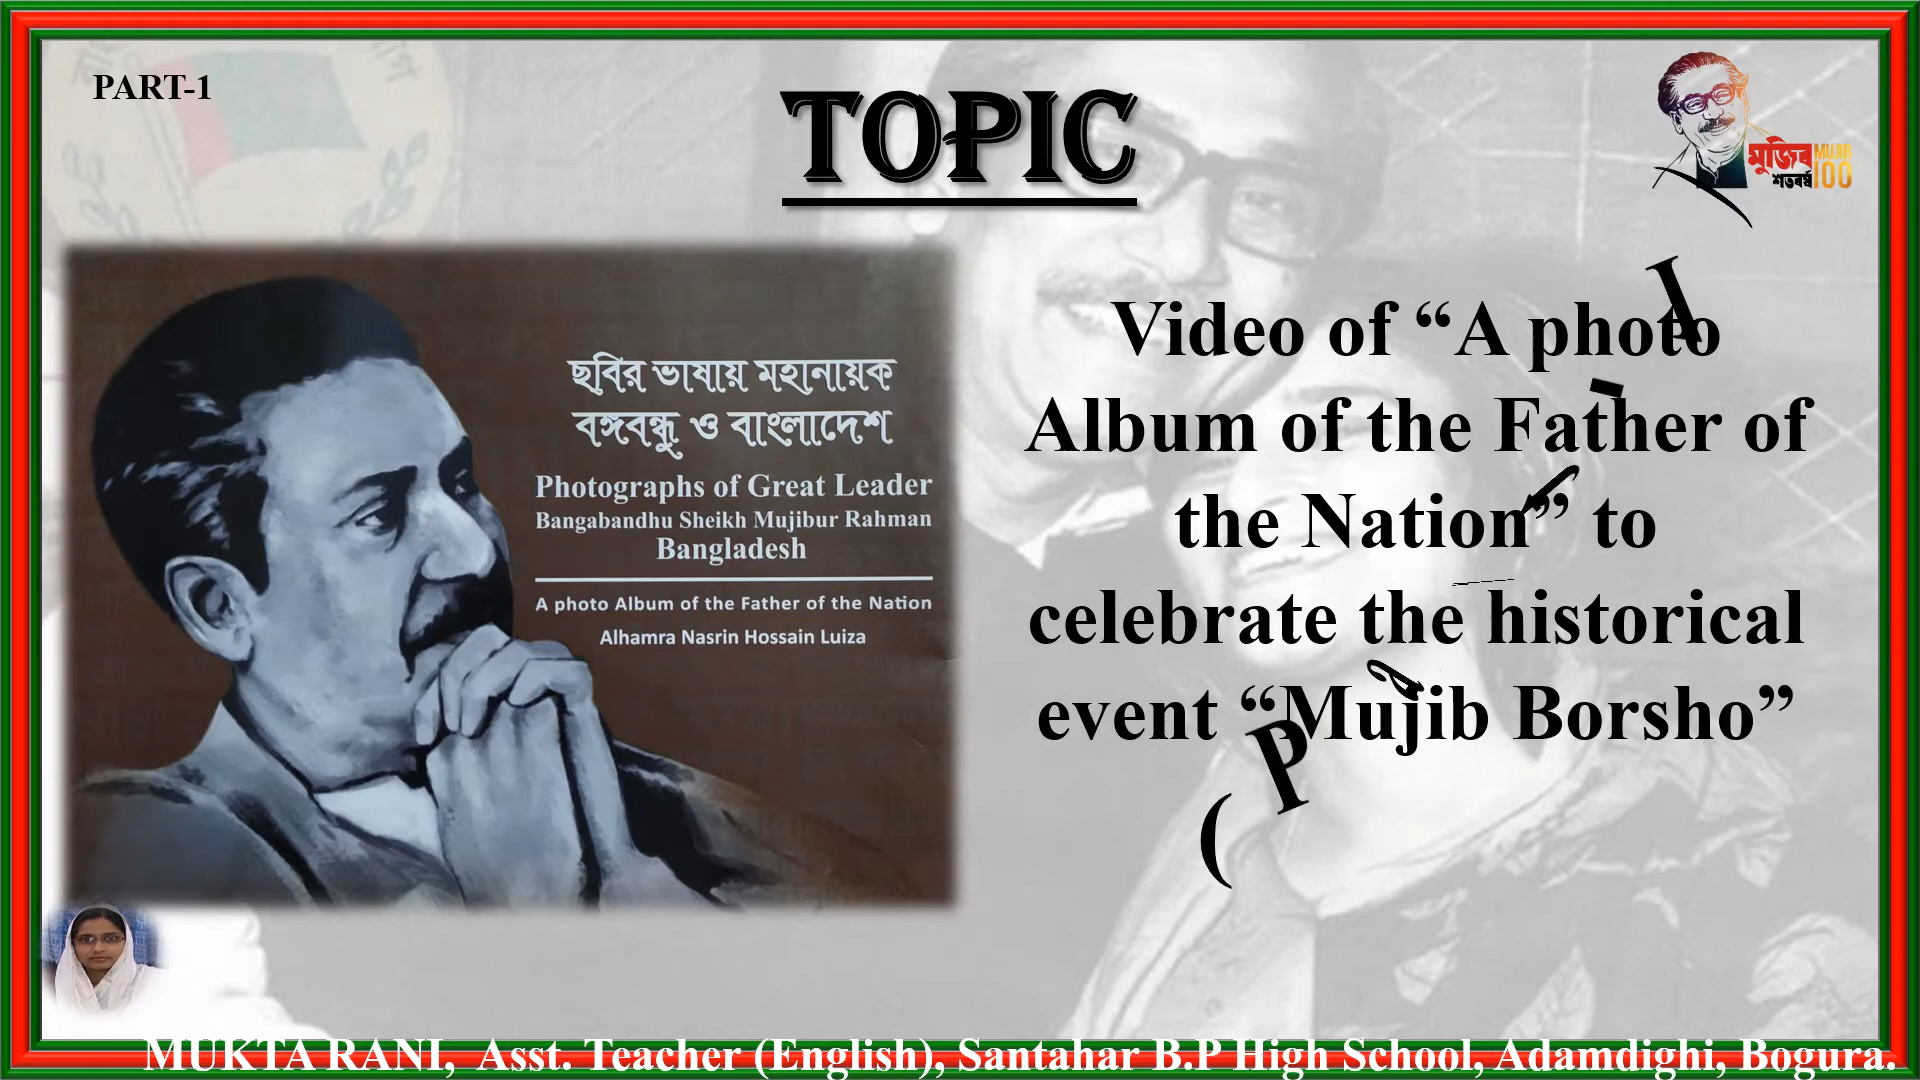 PART-1
TOPIC
মুজিব MUJIB
শতবর্ষ 100
ছবির ভাষায় মহানায়ক
বঙ্গবন্ধু ও বাংলাদেশ
Photographs of Great Leader
Bangabandhu Sheikh Mujibur Rahman
Bangladesh
A photo Album of the Father of the Nation
Alhamra Nasrin Hossain Luiza
Video of “A photo
Album of the Father of
the Nation” to
celebrate the historical
event “Mujib Borsho”
(P
MUKTA RANI, Asst. Teacher (English), Santahar B.P High School, Adamdighi, Bogura.